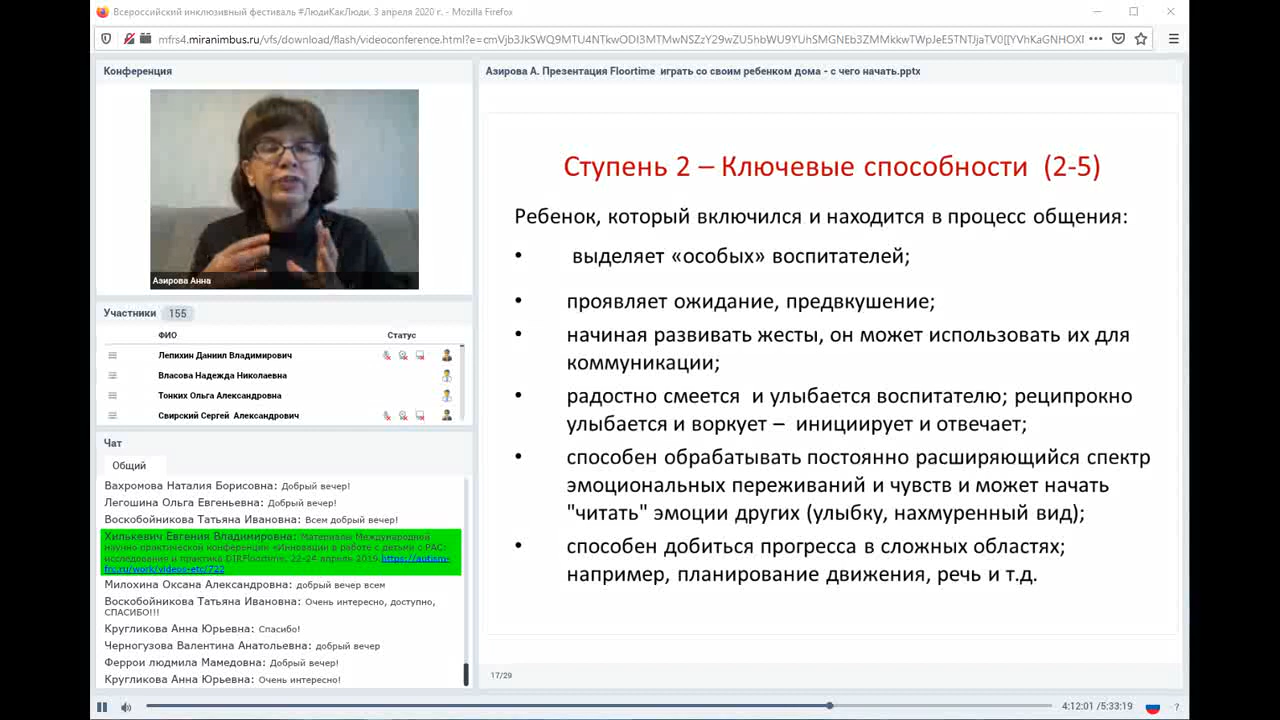 Всероссийский инклюзивный фестиваль #ЛюдиКакЛюди. 3 апреля 2020 г. - Mozilla Firefox
Конференция
Азирова Анна
Участники 155
ФИО Статус
Лепихин Даниил Владимирович
Власова Надежда Николаевна
Тонких Ольга Александровна
Свирский Сергей Александрович
Чат
Общий
Вахромова Наталия Борисовна: Добрый вечер!
Легошина Ольга Евгеньевна: Добрый вечер!
Воскобойникова Татьяна Ивановна: Всем добрый вечер!
Хилькевич Евгения Владимировна: Материалы Международной
научно-практической конференции «Инновации в работе с детьми с РАС:
исследования и практика DIRFloortime, 22-24 апреля 2019 https://autism-
frc.ru/work/videos-etc/722
Милохина Оксана Александровна: добрый вечер всем
Воскобойникова Татьяна Ивановна: Очень интересно, доступно,
СПАСИБО!!!
Кругликова Анна Юрьевна: Спасибо!
Черногузова Валентина Анатольевна: добрый вечер
Феррои людмила Мамедовна: Добрый вечер!
Кругликова Анна Юрьевна: Очень интересно!
Азирова А. Презентация Floortime играть со своим ребенком дома - с чего начать.pptx
Ступень 2 – Ключевые способности (2-5)
Ребенок, который включился и находится в процесс общения:
• выделяет «особых» воспитателей;
• проявляет ожидание, предвкушение;
• начиная развивать жесты, он может использовать их для
коммуникации;
• радостно смеется и улыбается воспитателю; реципрокно
улыбается и воркует – инициирует и отвечает;
• способен обрабатывать постоянно расширяющийся спектр
эмоциональных переживаний и чувств и может начать
"читать" эмоции других (улыбку, нахмуренный вид);
• способен добиться прогресса в сложных областях;
например, планирование движения, речь и т.д.
17/29
4:12:01 /5:33:19 ?